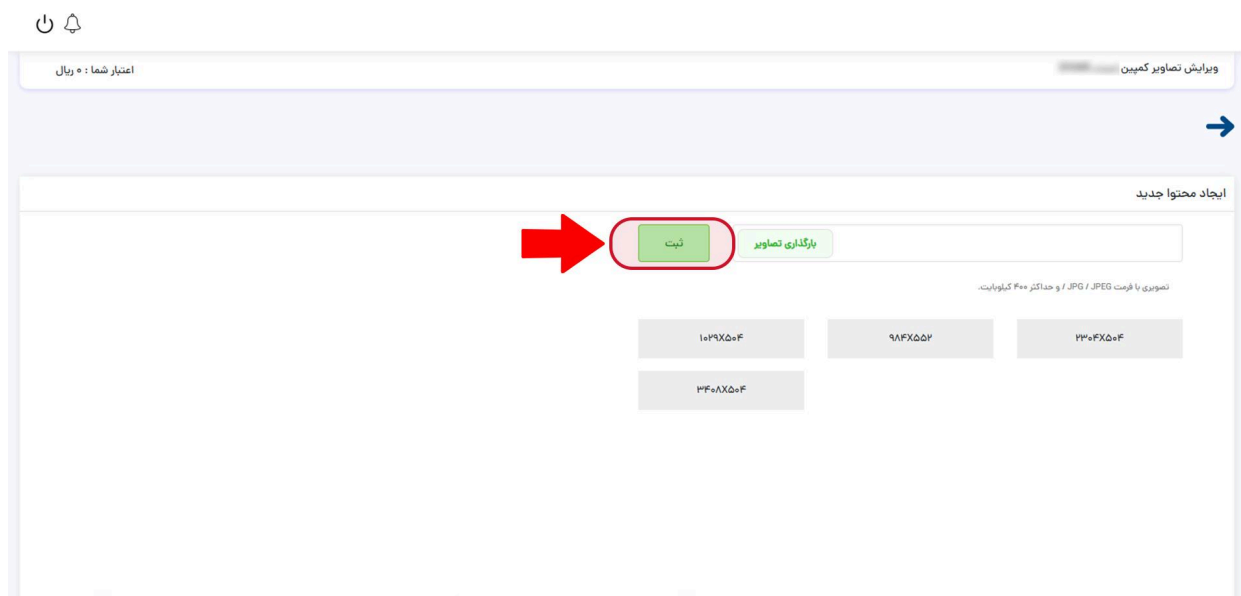 ویرایش تصاویر کمپین
اعتبار شما : ۰ ریال
ایجاد محتوا جدید
بارگذاری تصاویر
ثبت
تصویری با فرمت JPG / JPEG / و حداکثر ۴۰۰ کیلوبایت.
۲۳۰۴X۵۰۴
۹۸۴X۵۵۲
۱۰۲۹X۵۰۴
۳۴۰۸X۵۰۴